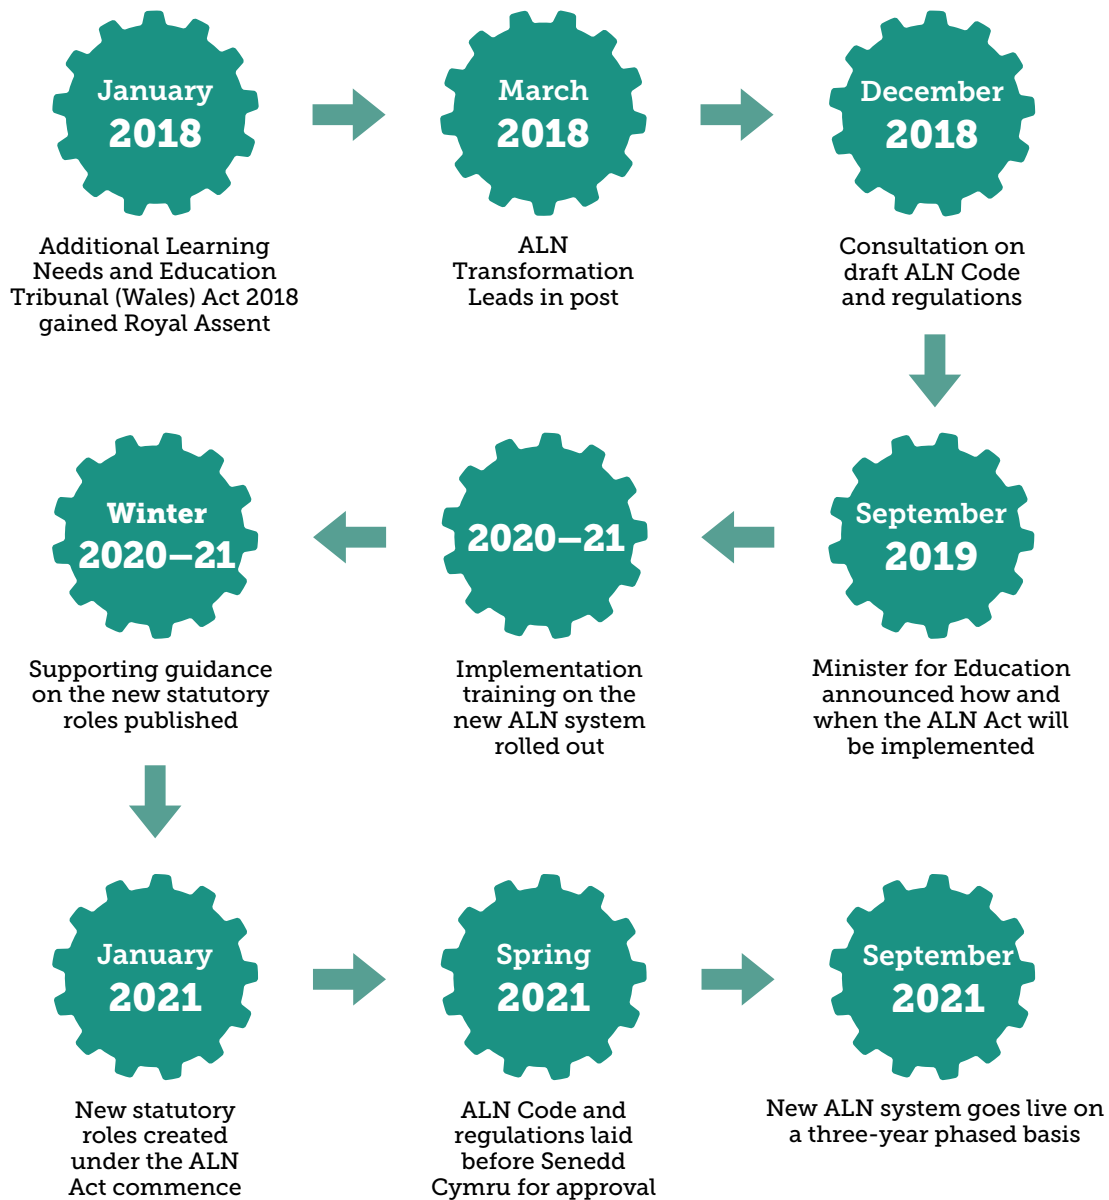 January
2018
Additional Learning
Needs and Education
Tribunal (Wales) Act 2018
gained Royal Assent
March
2018
ALN
Transformation
Leads in post
December
2018
Consultation on
draft ALN Code
and regulations
September
2019
Minister for Education
announced how and
when the ALN Act will
be implemented
2020–21
Implementation
training on the
new ALN system
rolled out
Winter
2020–21
Supporting guidance
on the new statutory
roles published
January
2021
New statutory
roles created
under the ALN
Act commence
Spring
2021
ALN Code and
regulations laid
before Senedd
Cymru for approval
September
2021
New ALN system goes live on
a three-year phased basis